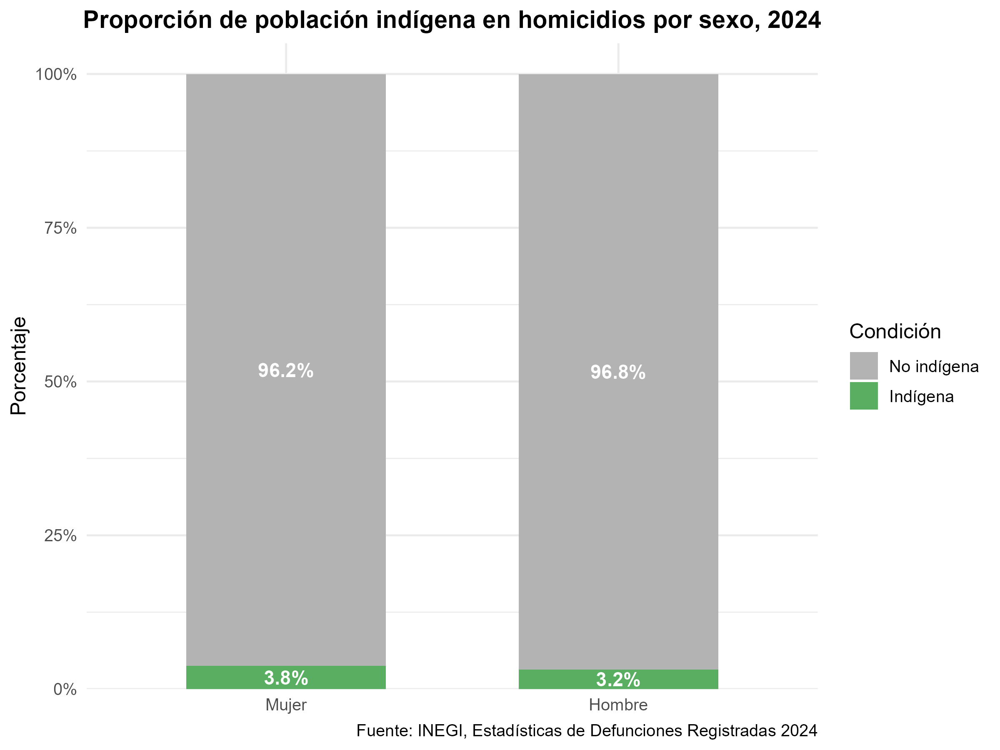 Proporción de población indígena en homicidios por sexo, 2024
100%
75%
50%
25%
0%
Porcentaje
96.2%
96.8%
3.8%
3.2%
Mujer
Hombre
Condición
No indígena
Indígena
Fuente: INEGI, Estadísticas de Defunciones Registradas 2024